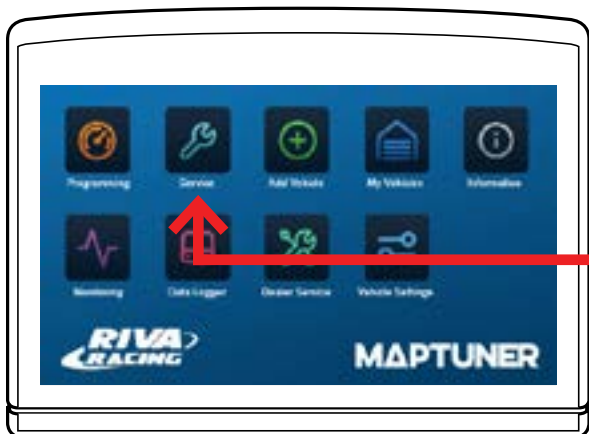 Programming Service Add Vehicle My Vehicles Information
Monitoring Data Logger Dealer Service Vehicle Settings
RIVA RACING MAPTUNER